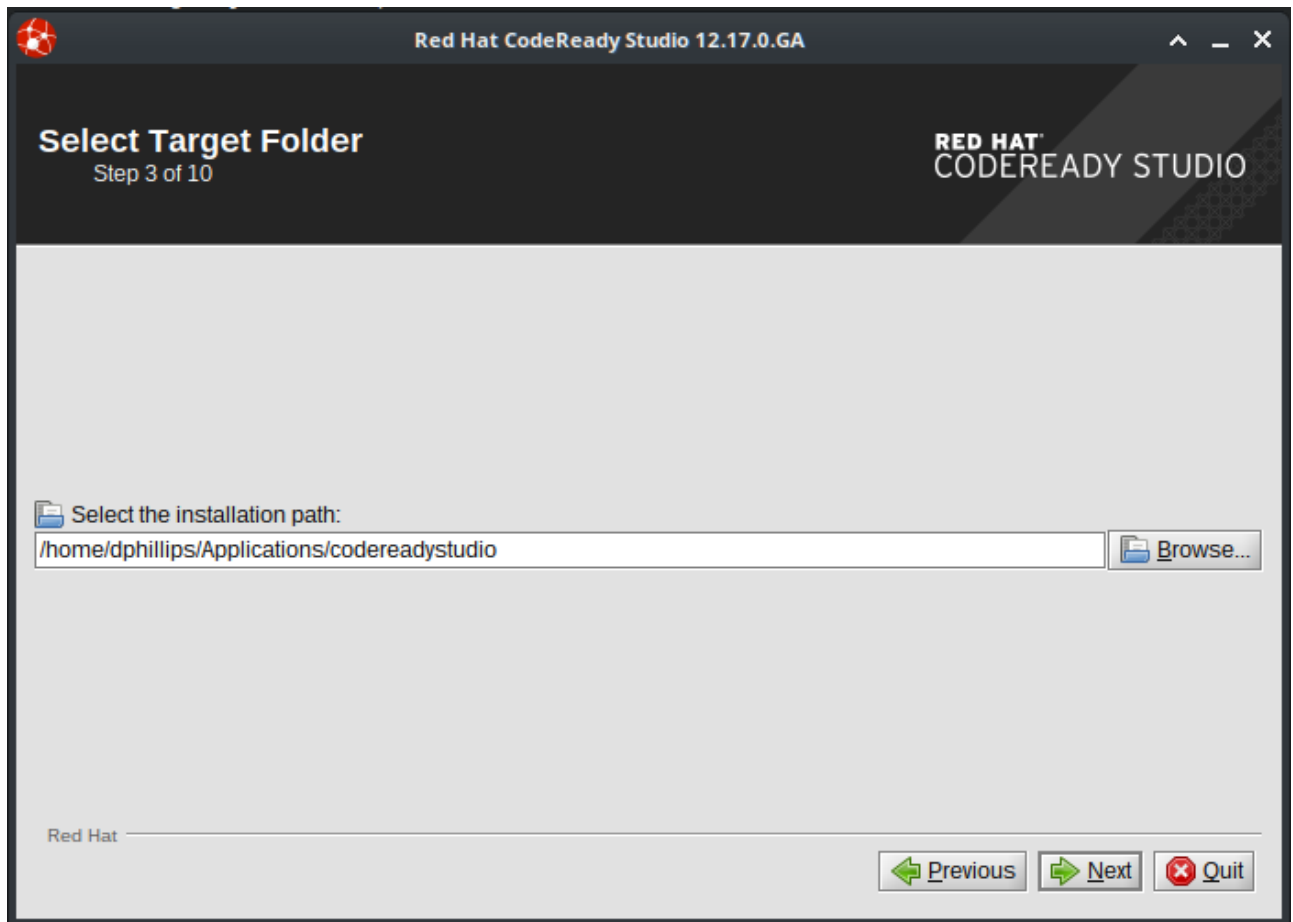 Red Hat CodeReady Studio 12.17.0.GA
Select Target Folder
Step 3 of 10
RED HAT
CODEREADY STUDIO
Select the installation path:
/home/dphillips/Applications/codereadystudio
Browse...
Red Hat
Previous
Next
Quit